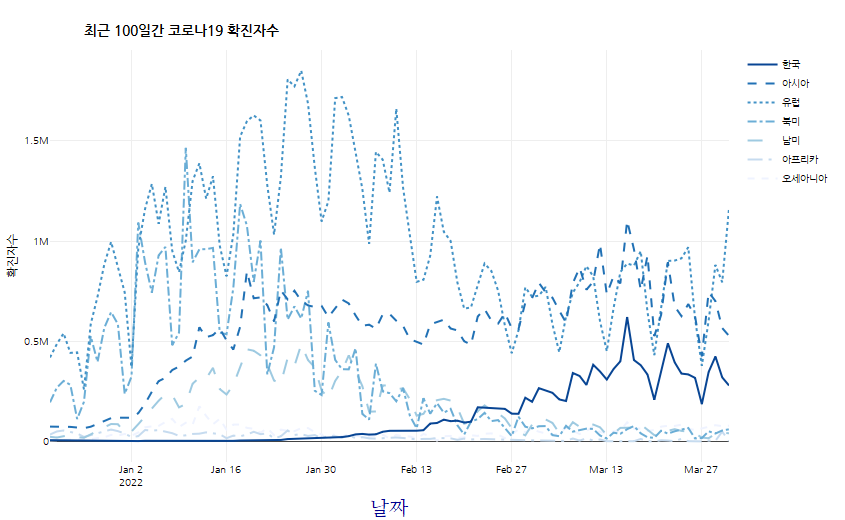 최근 100일간 코로나19 확진자수
한국
아시아
유럽
북미
남미
아프리카
오세아니아
확진자수
1.5M
1M
0.5M
0
Jan 2
2022
Jan 16
Jan 30
Feb 13
Feb 27
Mar 13
Mar 27
날짜